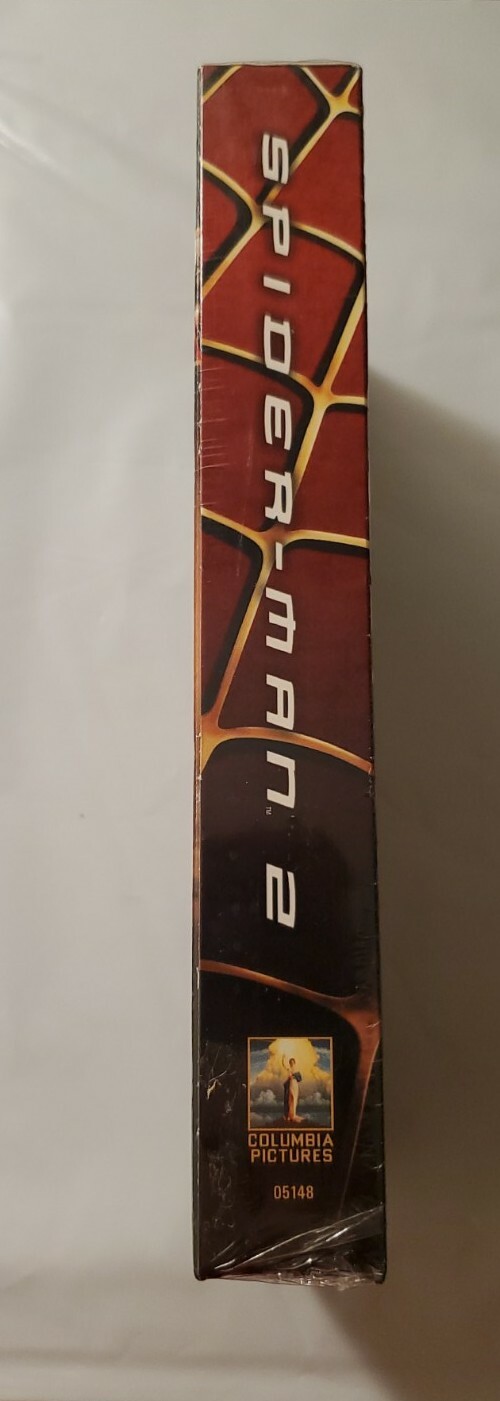 SPIDER-MAN™ 2
COLUMBIA
PICTURES
05148